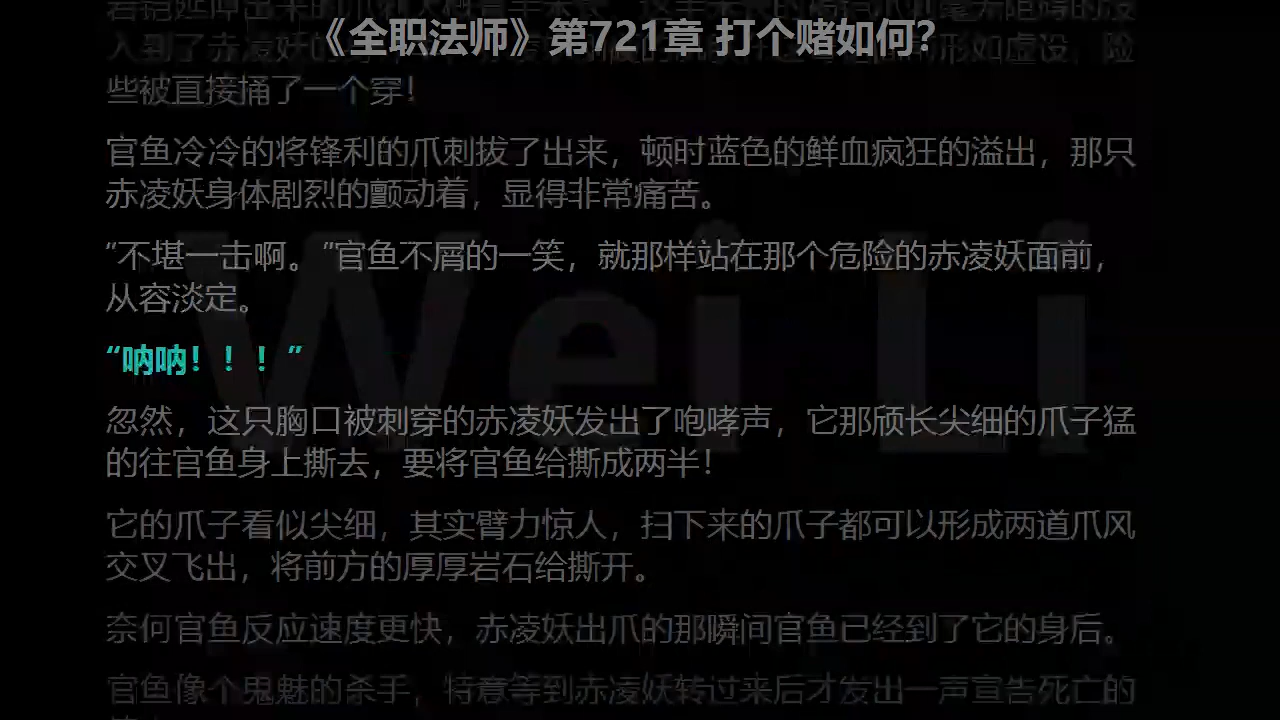 《全职法师》第721章 打个赌如何？
些被直接捅了一个穿！
官鱼冷冷的将锋利的爪刺拔了出来，顿时蓝色的鲜血疯狂的溢出，那只
赤凌妖身体剧烈的颤动着，显得非常痛苦。
“不堪一击啊。”官鱼不屑的一笑，就那样站在那个危险的赤凌妖面前，
从容淡定。
“呐呐！！！”
忽然，这只胸口被刺穿的赤凌妖发出了咆哮声，它那颀长尖细的爪子猛
的往官鱼身上撕去，要将官鱼给撕成两半！
它的爪子看似尖细，其实臂力惊人，扫下来的爪子都可以形成两道爪风
交叉飞出，将前方的厚厚岩石给撕开。
奈何官鱼反应速度更快，赤凌妖出爪的那瞬间官鱼已经到了它的身后。
官鱼像个鬼魅的杀手，特意等到赤凌妖转过来后才发出一声宣告死亡的
Wei Li